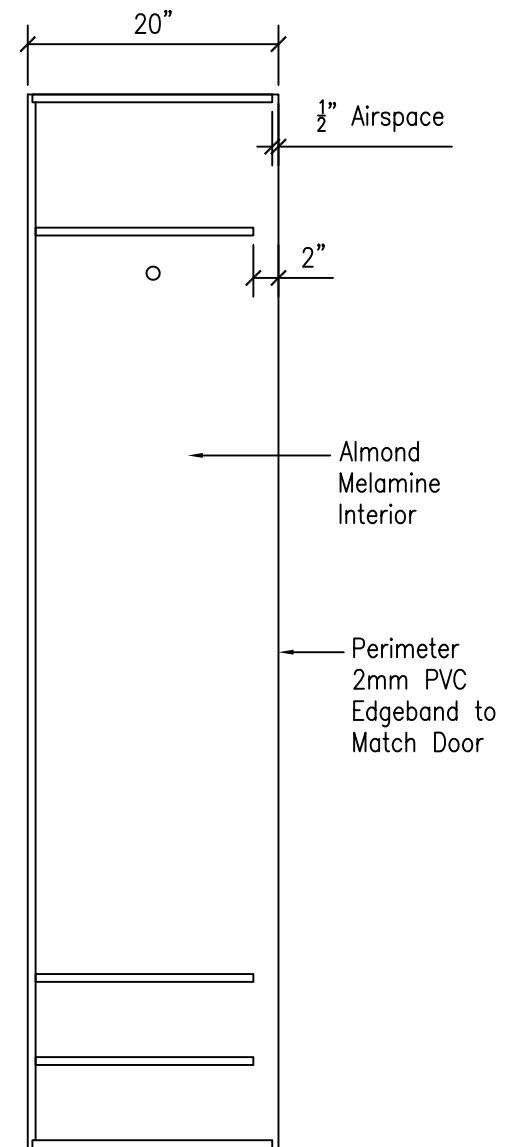 20"
½" Airspace
2"
Almond
Melamine
Interior
Perimeter
2mm PVC
Edgeband to
Match Door